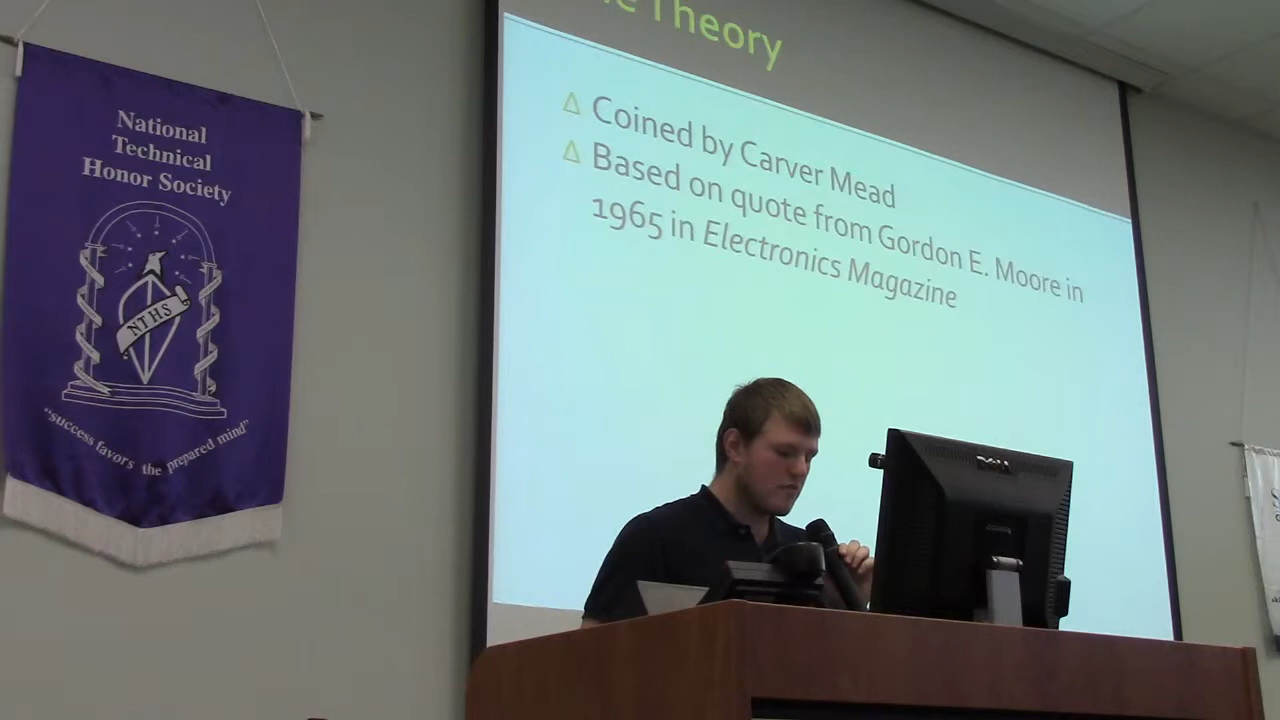 National
Technical
Honor Society
NTHS
"success favors the prepared mind"
Theory
Coined by Carver Mead
Based on quote from Gordon E. Moore in
1965 in Electronics Magazine
DELL